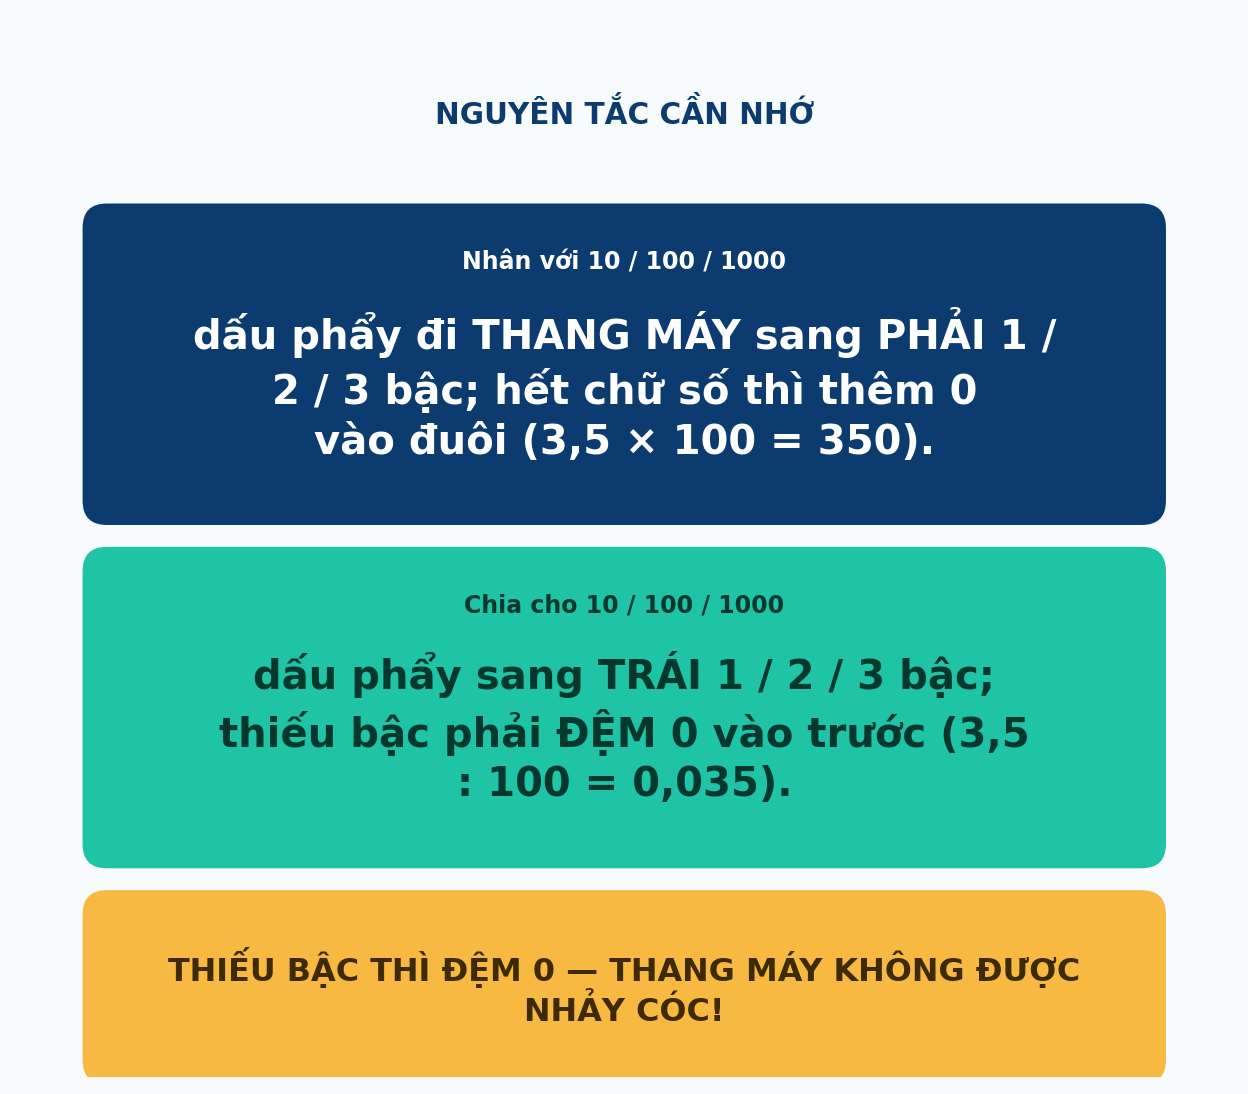 NGUYÊN TẮC CẦN NHỚ
Nhân với 10 / 100 / 1000
dấu phẩy đi THANG MÁY sang PHẢI 1 /
2 / 3 bậc; hết chữ số thì thêm 0
vào đuôi (3,5 × 100 = 350).
Chia cho 10 / 100 / 1000
dấu phẩy sang TRÁI 1 / 2 / 3 bậc;
thiếu bậc phải ĐỆM 0 vào trước (3,5
: 100 = 0,035).
THIẾU BẬC THÌ ĐỆM 0 — THANG MÁY KHÔNG ĐƯỢC
NHẢY CÓC!